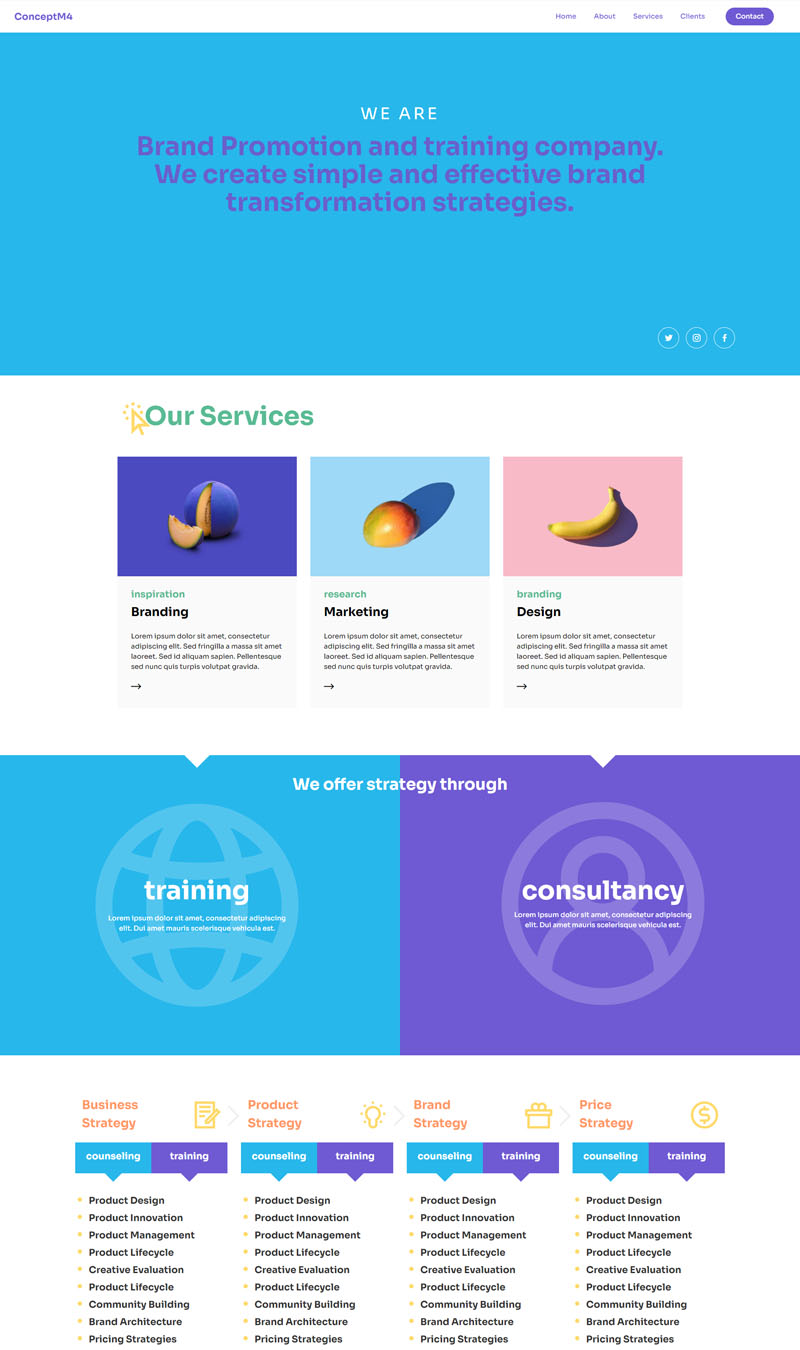 ConceptM4
Home About Services Clients Contact
WE ARE
Brand Promotion and training company.
We create simple and effective brand
transformation strategies.
Our Services
inspiration
Branding
Lorem ipsum dolor sit amet, consectetur
adipiscing elit. Sed fringilla a massa sit amet
laoreet. Sed id aliquam sapien. Pellentesque
sed nunc quis turpis volutpat gravida.
research
Marketing
Lorem ipsum dolor sit amet, consectetur
adipiscing elit. Sed fringilla a massa sit amet
laoreet. Sed id aliquam sapien. Pellentesque
sed nunc quis turpis volutpat gravida.
branding
Design
Lorem ipsum dolor sit amet, consectetur
adipiscing elit. Sed fringilla a massa sit amet
laoreet. Sed id aliquam sapien. Pellentesque
sed nunc quis turpis volutpat gravida.
We offer strategy through
training
Lorem ipsum dolor sit amet, consectetur adipiscing
elit. Dui amet mauris scelerisque vehicula est.
consultancy
Lorem ipsum dolor sit amet, consectetur adipiscing
elit. Dui amet mauris scelerisque vehicula est.
Business
Strategy
counseling training
Product Design
Product Innovation
Product Management
Product Lifecycle
Creative Evaluation
Product Lifecycle
Community Building
Brand Architecture
Pricing Strategies
Product
Strategy
counseling training
Product Design
Product Innovation
Product Management
Product Lifecycle
Creative Evaluation
Product Lifecycle
Community Building
Brand Architecture
Pricing Strategies
Brand
Strategy
counseling training
Product Design
Product Innovation
Product Management
Product Lifecycle
Creative Evaluation
Product Lifecycle
Community Building
Brand Architecture
Pricing Strategies
Price
Strategy
counseling training
Product Design
Product Innovation
Product Management
Product Lifecycle
Creative Evaluation
Product Lifecycle
Community Building
Brand Architecture
Pricing Strategies